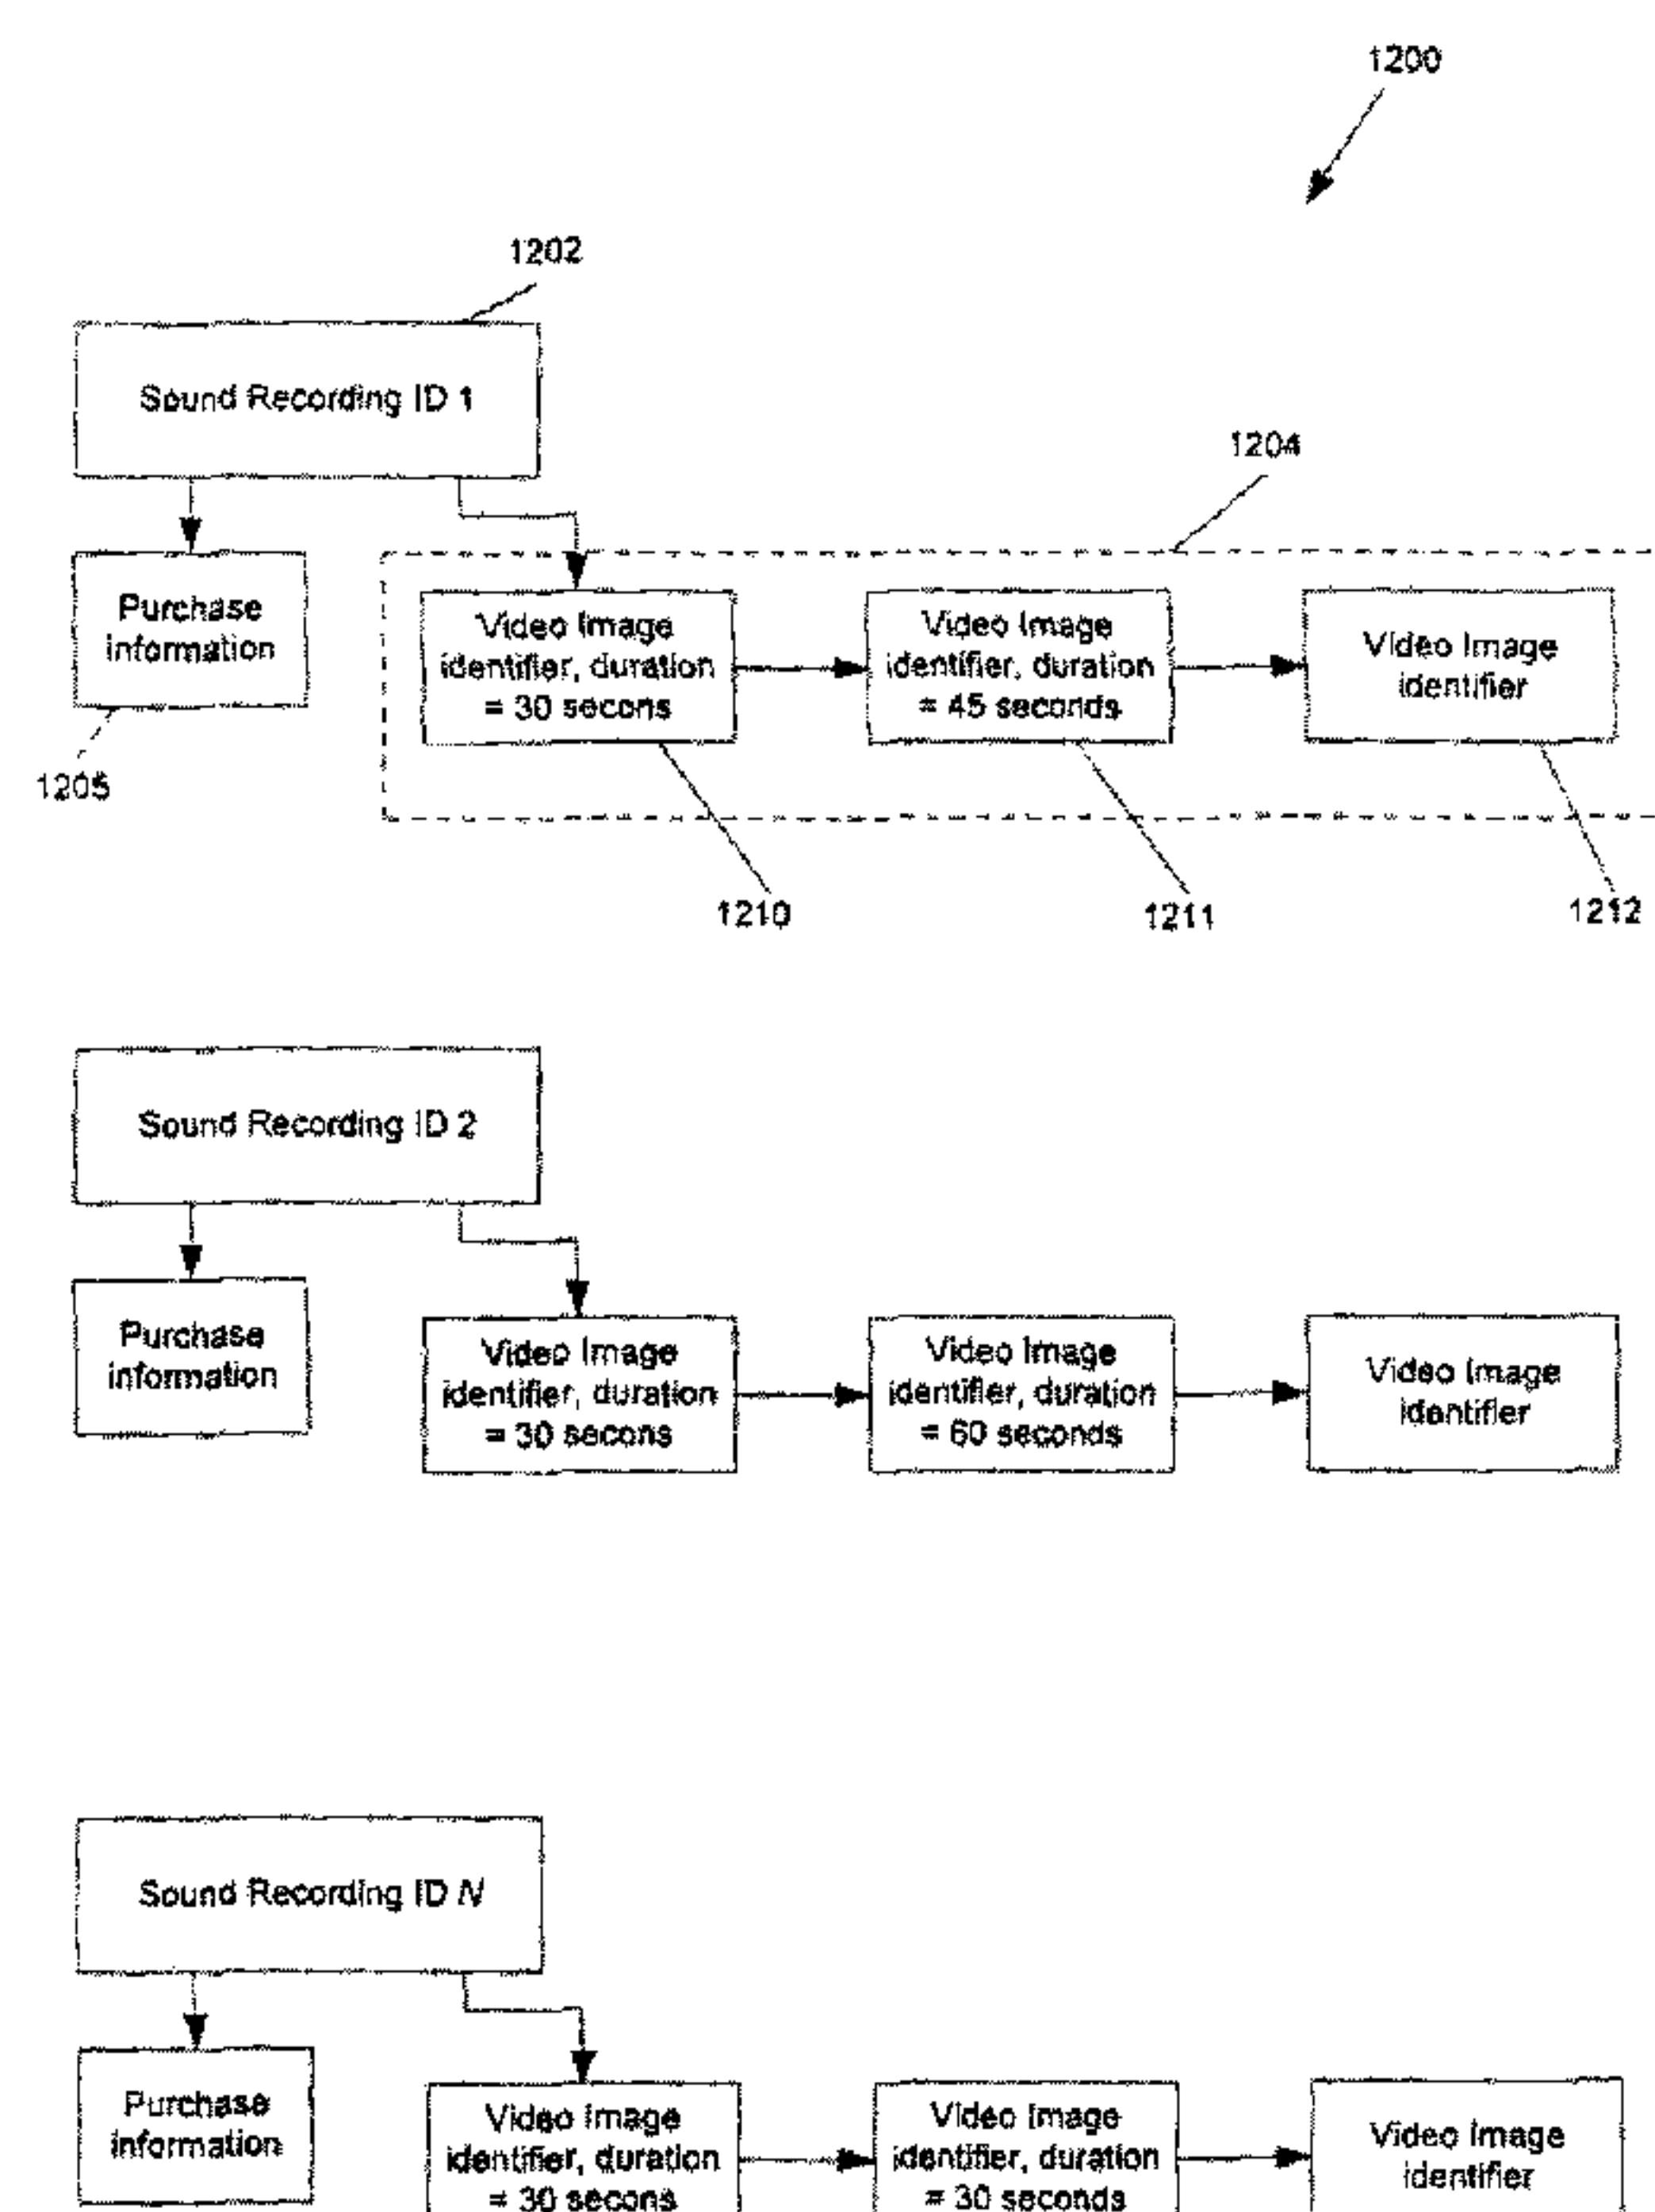 1200
1202
Sound Recording ID 1
1204
Purchase
information
Video Image
identifier, duration
= 30 secons
Video Image
identifier, duration
= 45 seconds
Video Image
identifier
1205
1210
1211
1212
Sound Recording ID 2
Purchase
information
Video Image
identifier, duration
= 30 secons
Video Image
identifier, duration
= 60 seconds
Video Image
identifier
Sound Recording ID N
Purchase
information
Video Image
identifier, duration
= 30 secons
Video Image
identifier, duration
= 30 seconds
Video Image
identifier